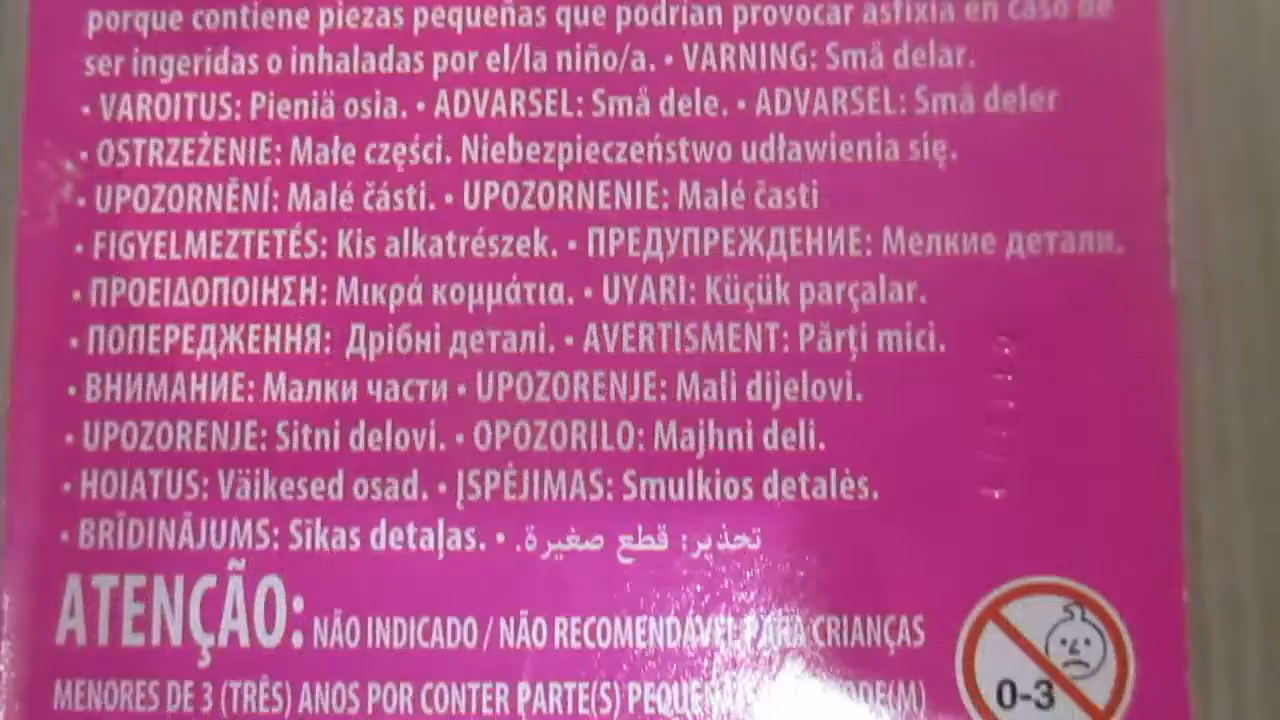 porque contiene piezas pequeñas que podrían provocar asfixia en caso de
ser ingeridas o inhaladas por el/la niño/a. • VARNING: Små delar.
• VAROITUS: Pieniä osia. • ADVARSEL: Små dele. • ADVARSEL: Små deler
• OSTRZEŻENIE: Małe części. Niebezpieczeństwo udławienia się.
• UPOZORNĚNÍ: Malé části. • UPOZORNENIE: Malé časti
• FIGYELMEZTETÉS: Kis alkatrészek. • ПРЕДУПРЕЖДЕНИЕ: Мелкие детали.
• ΠΡΟΕΙΔΟΠΟΙΗΣΗ: Μικρά κομμάτια. • UYARI: Küçük parçalar.
• ПОПЕРЕДЖЕННЯ: Дрібні деталі. • AVERTISMENT: Părți mici.
• ВНИМАНИЕ: Малки части • UPOZORENJE: Mali dijelovi.
• UPOZORENJE: Sitni delovi. • OPOZORILO: Majhni deli.
• HOIATUS: Väikesed osad. • ĮSPĖJIMAS: Smulkios detalės.
• BRĪDINĀJUMS: Sīkas detaļas. • تحذير: قطع صغيرة.
ATENÇÃO: NÃO INDICADO / NÃO RECOMENDÁVEL PARA CRIANÇAS
MENORES DE 3 (TRÊS) ANOS POR CONTER PARTE(S) PODE(M)
0-3